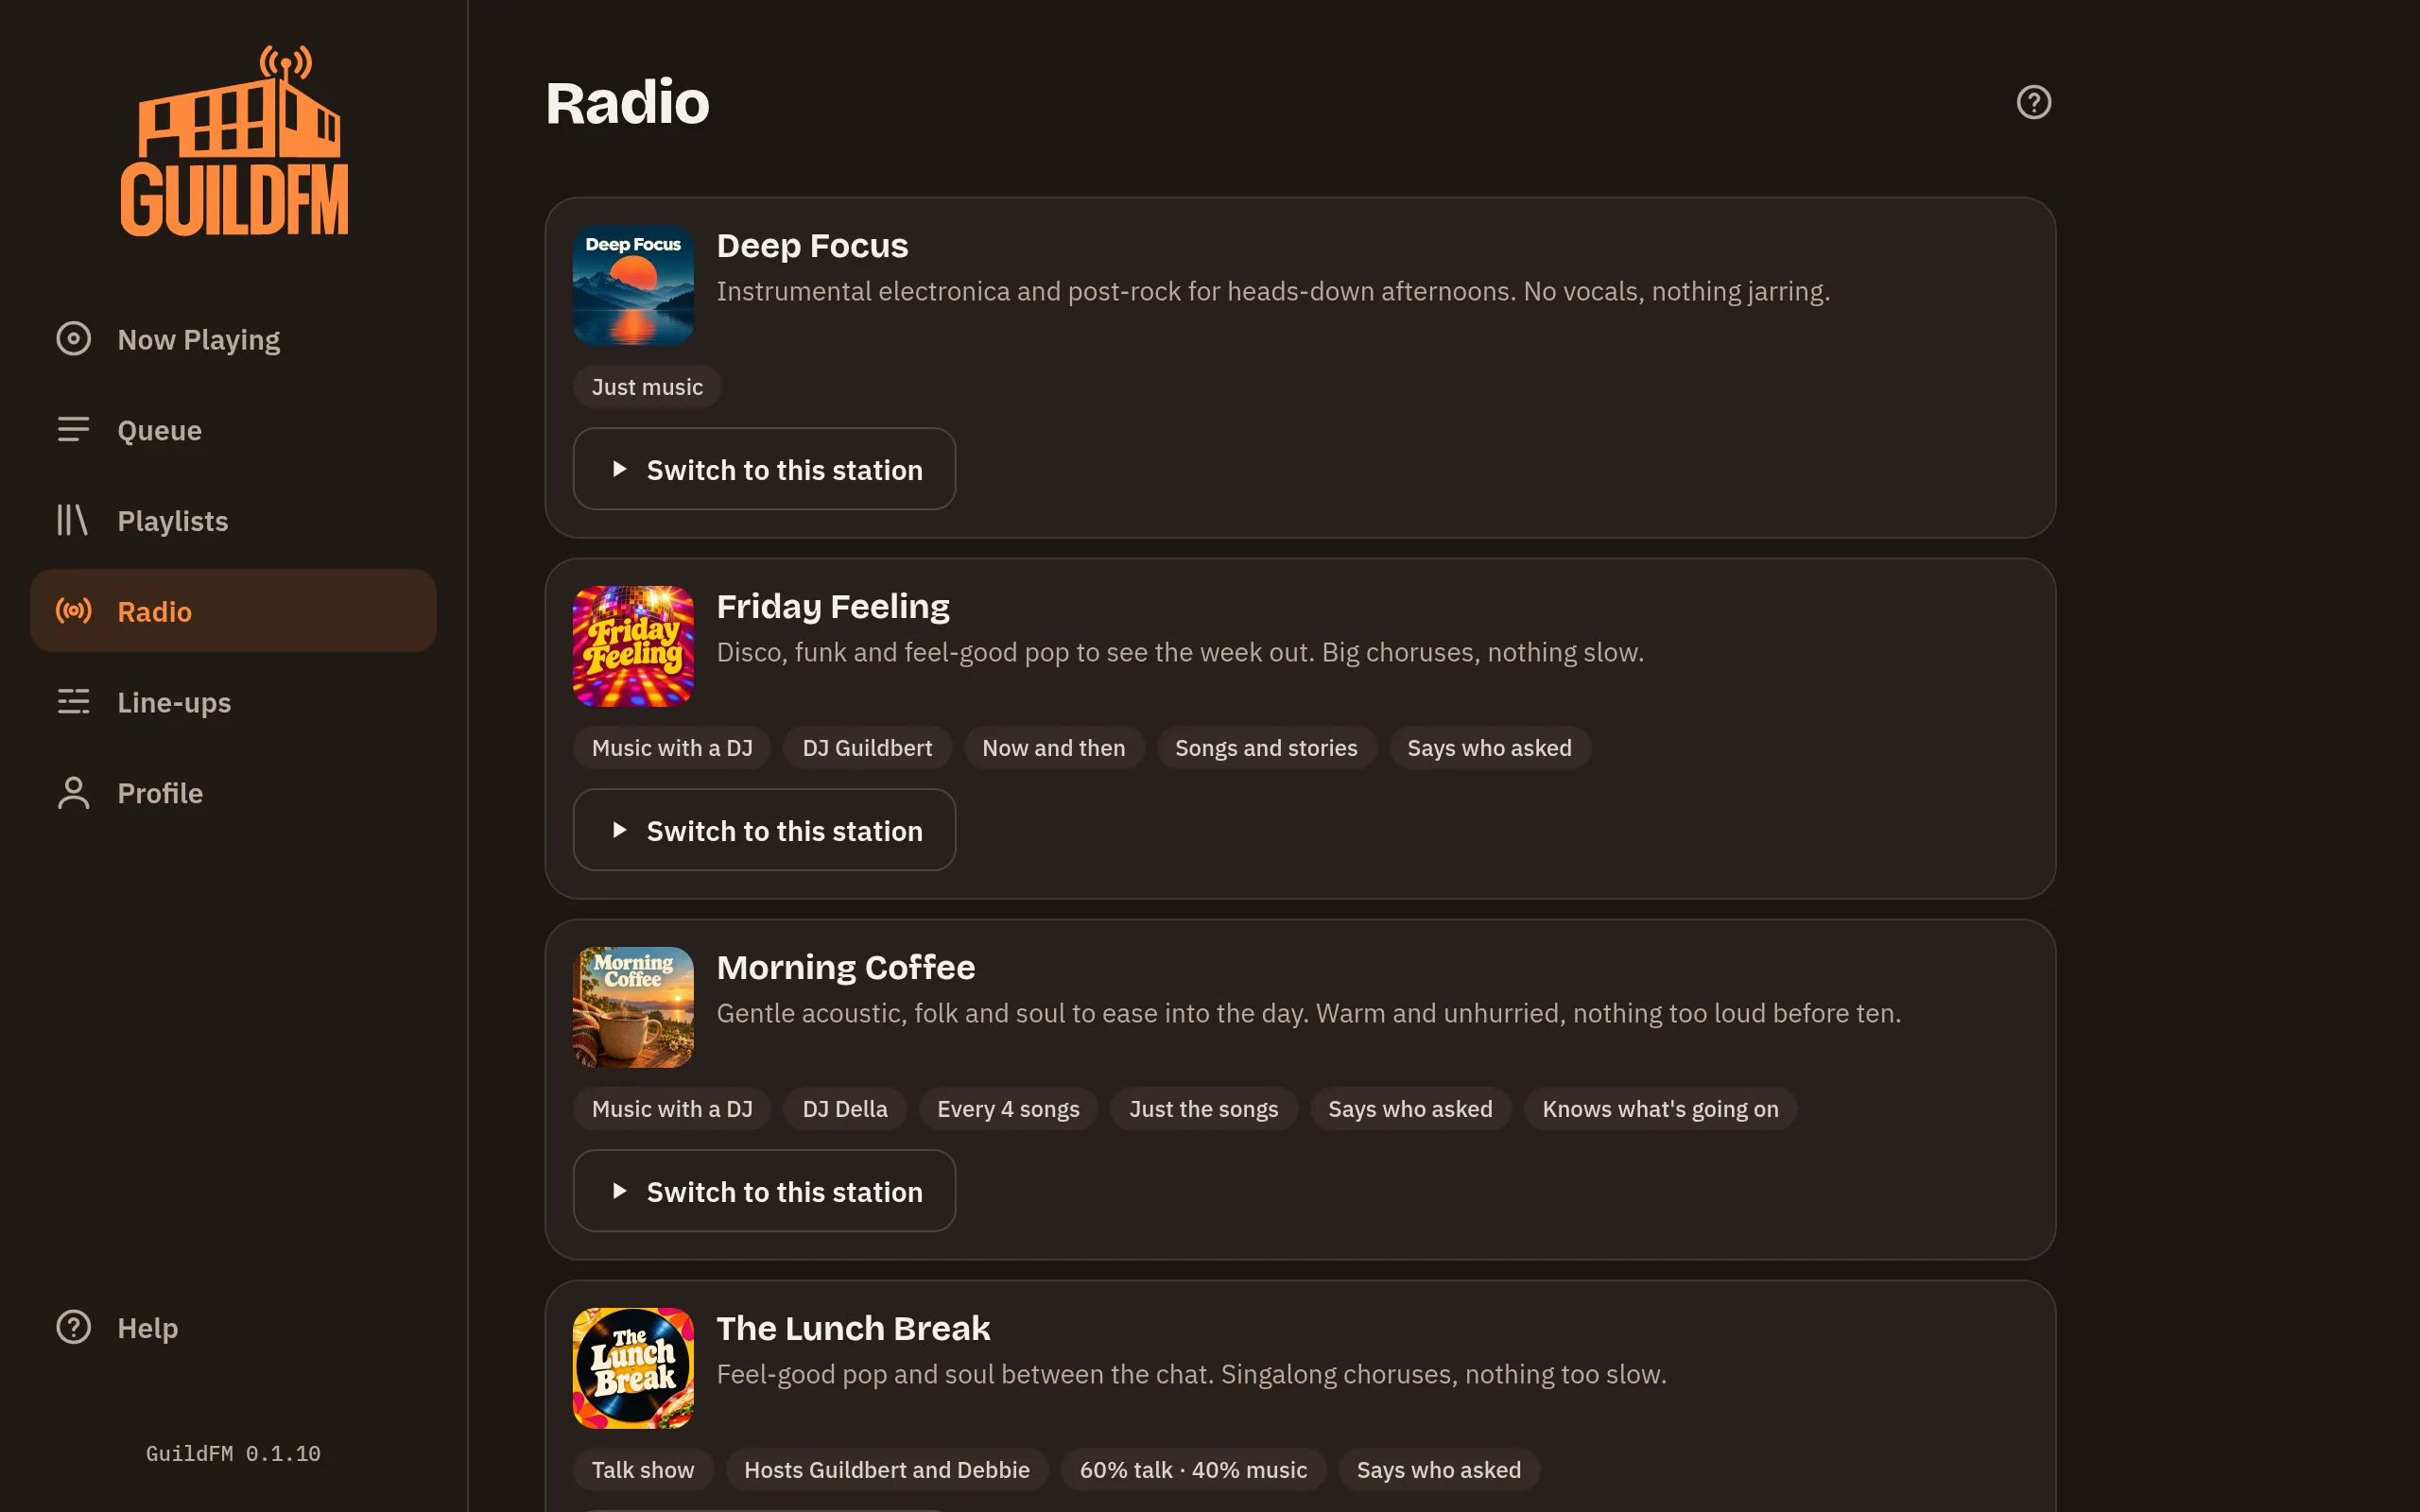 GUILDFM
Now Playing
Queue
Playlists
Radio
Line-ups
Profile
Help
GuildFM 0.1.10
Radio
Deep Focus
Deep Focus
Instrumental electronica and post-rock for heads-down afternoons. No vocals, nothing jarring.
Just music
Switch to this station
Friday
Feeling
Friday Feeling
Disco, funk and feel-good pop to see the week out. Big choruses, nothing slow.
Music with a DJ
DJ Guildbert
Now and then
Songs and stories
Says who asked
Switch to this station
Morning
Coffee
Morning Coffee
Gentle acoustic, folk and soul to ease into the day. Warm and unhurried, nothing too loud before ten.
Music with a DJ
DJ Della
Every 4 songs
Just the songs
Says who asked
Knows what's going on
Switch to this station
The
Lunch
Break
The Lunch Break
Feel-good pop and soul between the chat. Singalong choruses, nothing too slow.
Talk show
Hosts Guildbert and Debbie
60% talk · 40% music
Says who asked